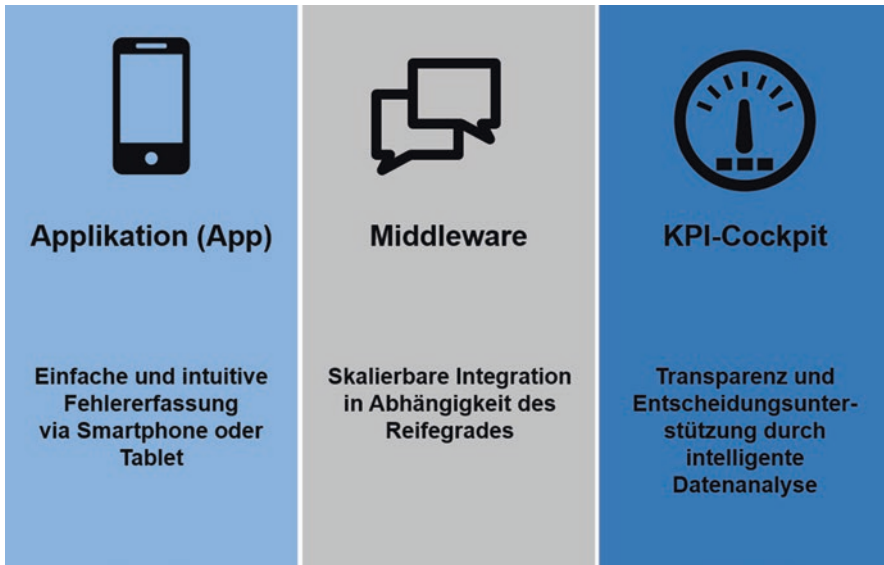 Applikation (App)
Einfache und intuitive
Fehlererfassung
via Smartphone oder
Tablet
Middleware
Skalierbare Integration
in Abhängigkeit des
Reifegrades
KPI-Cockpit
Transparenz und
Entscheidungsunter-
stützung durch
intelligente
Datenanalyse